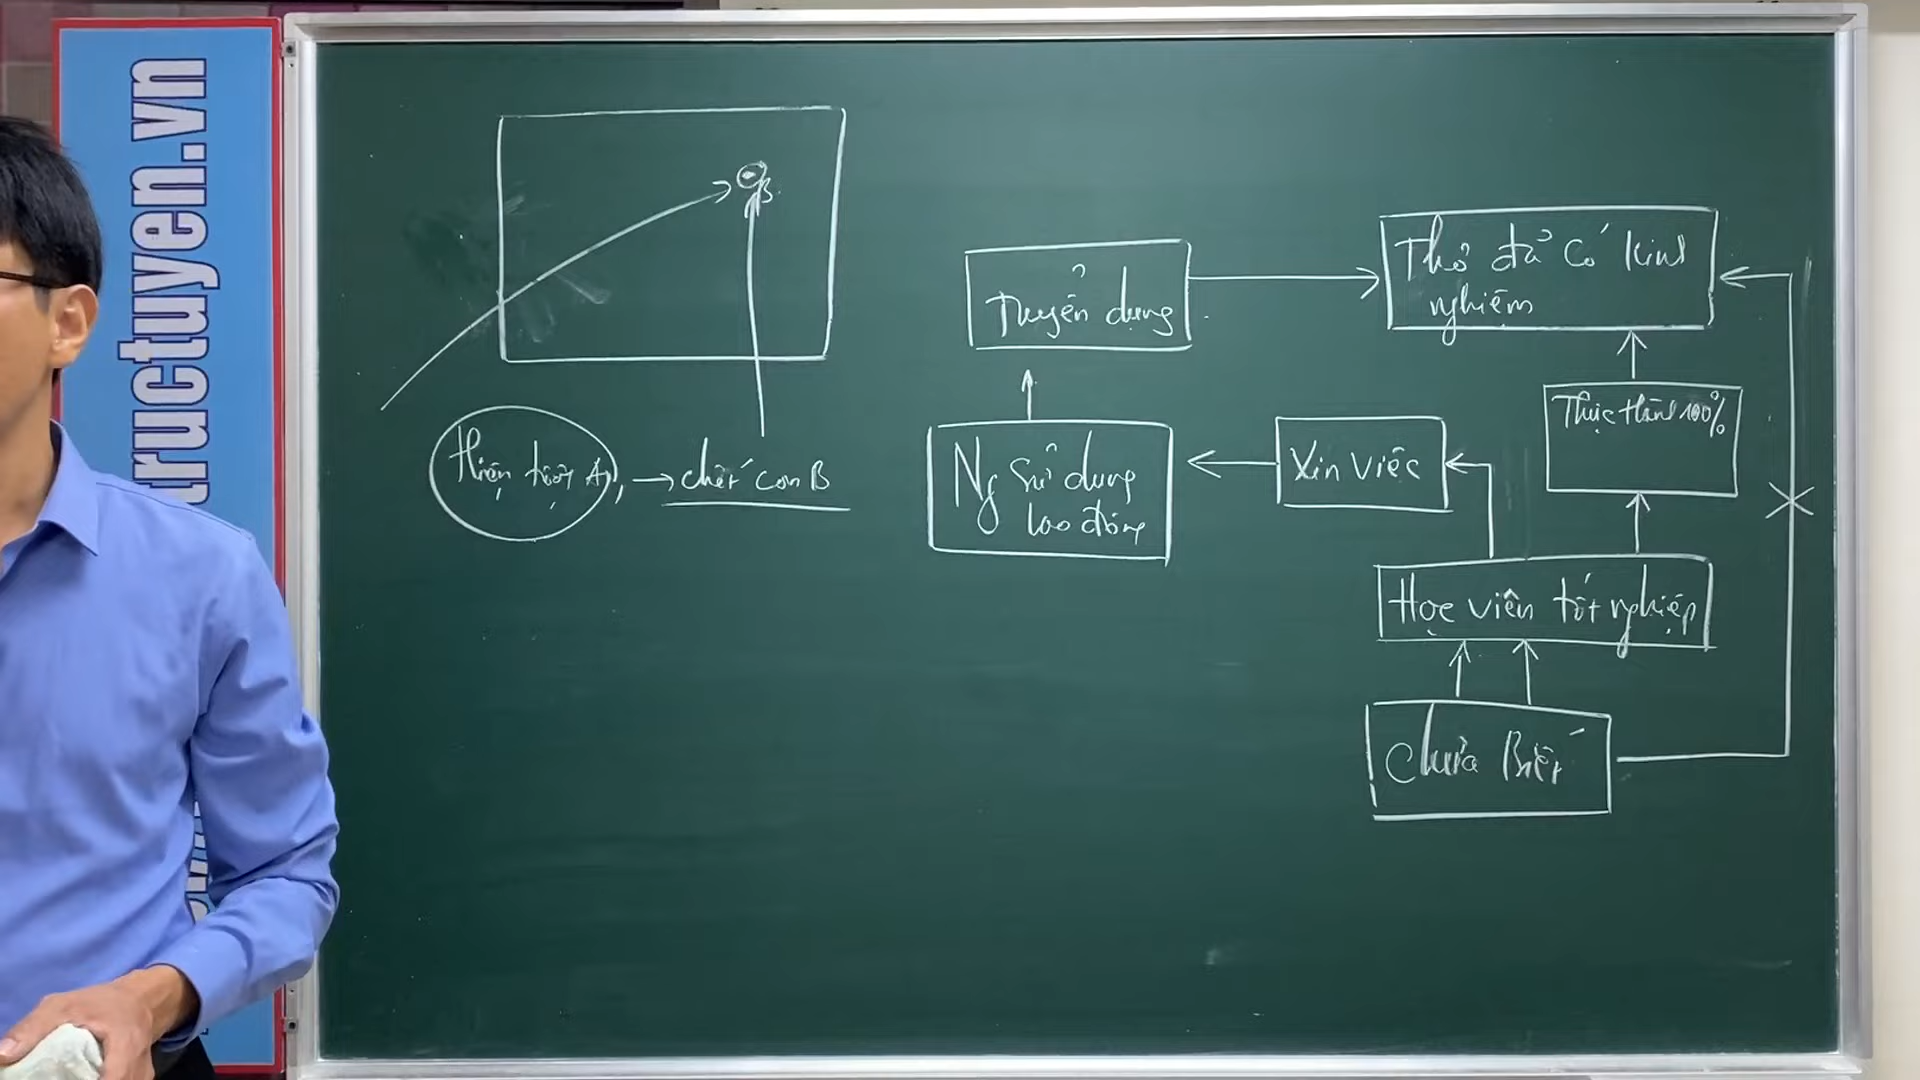 tructuyen.vn
B
Hiện tượng A, → chết con B
Tuyển dụng
Thợ đã có kinh
nghiệm
Thực hành 100%
Ng sử dụng
lao động
Xin việc
Học viên tốt nghiệp
Chưa Biết